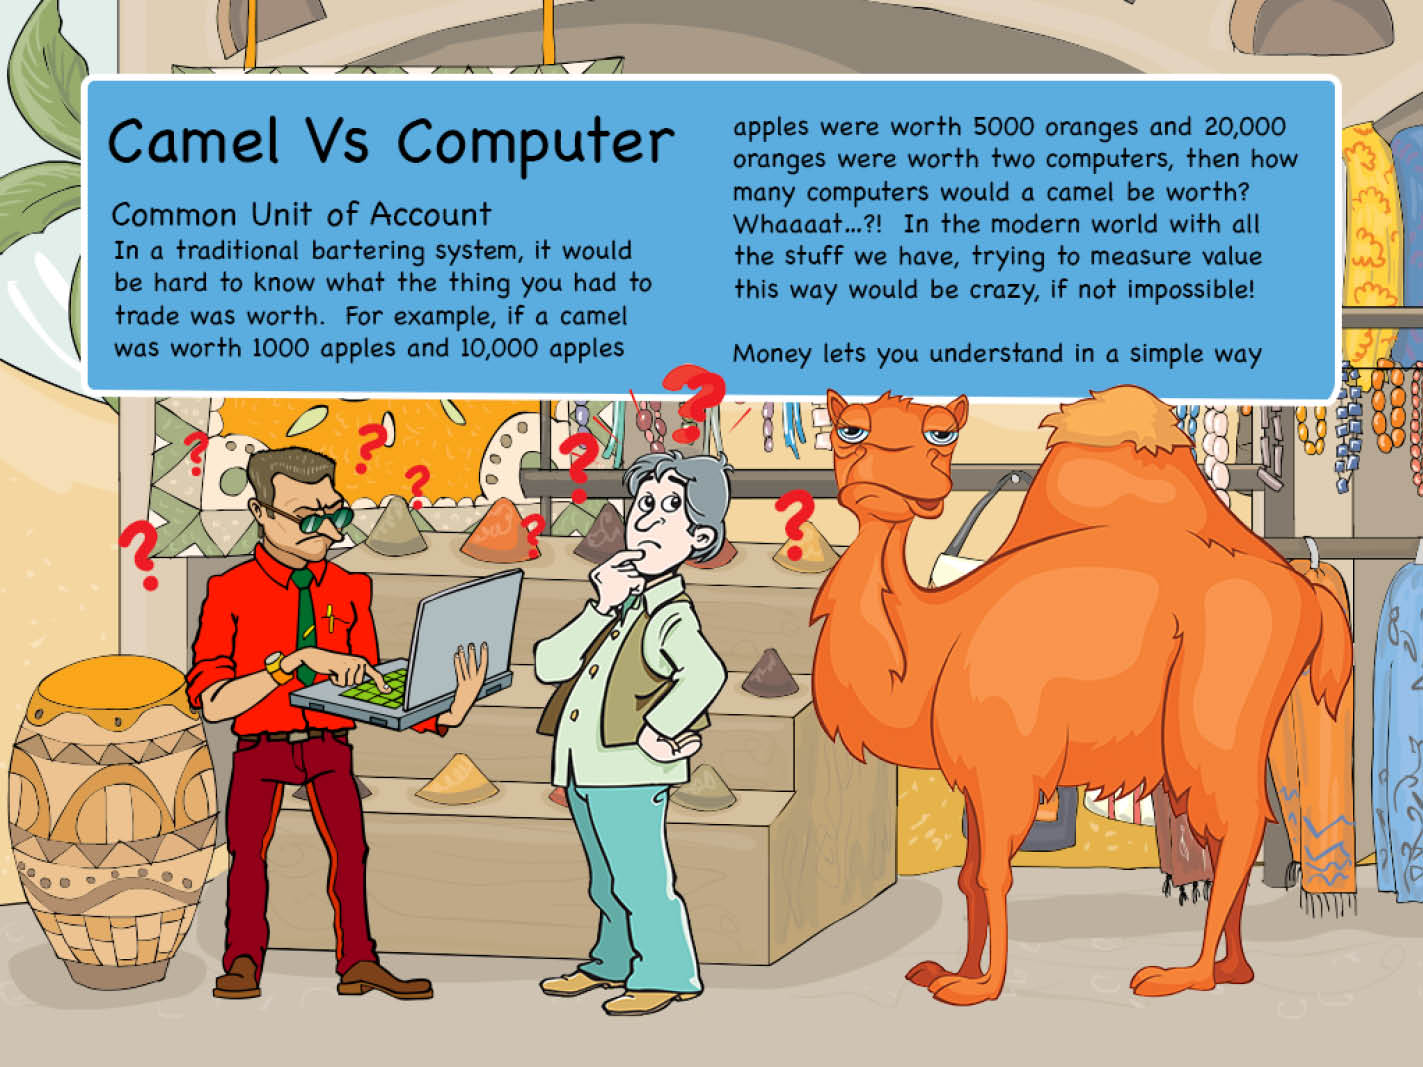 Camel Vs Computer
Common Unit of Account
In a traditional bartering system, it would
be hard to know what the thing you had to
trade was worth.  For example, if a camel
was worth 1000 apples and 10,000 apples
apples were worth 5000 oranges and 20,000
oranges were worth two computers, then how
many computers would a camel be worth?
Whaaaat...?!  In the modern world with all
the stuff we have, trying to measure value
this way would be crazy, if not impossible!
Money lets you understand in a simple way
? ? ? ? ? ? ? ?